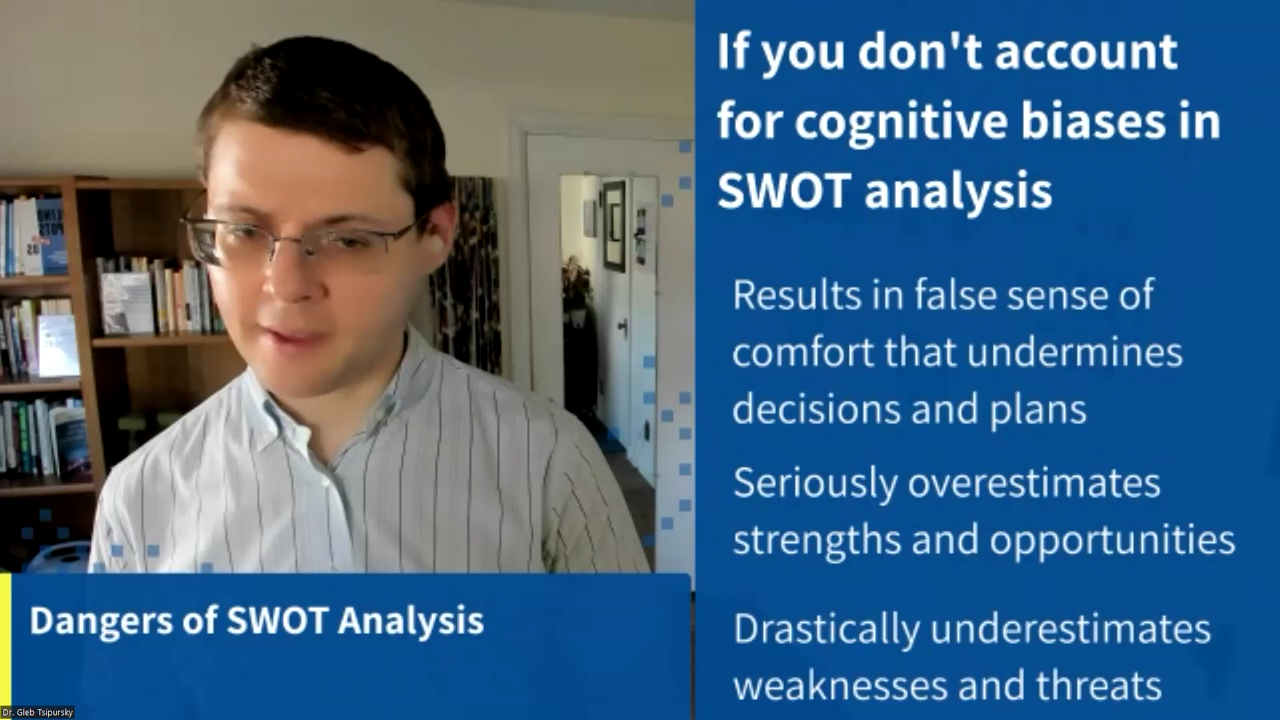 If you don't account
for cognitive biases in
SWOT analysis
Results in false sense of
comfort that undermines
decisions and plans
Seriously overestimates
strengths and opportunities
Drastically underestimates
weaknesses and threats
Dangers of SWOT Analysis
Dr. Gleb Tsipursky